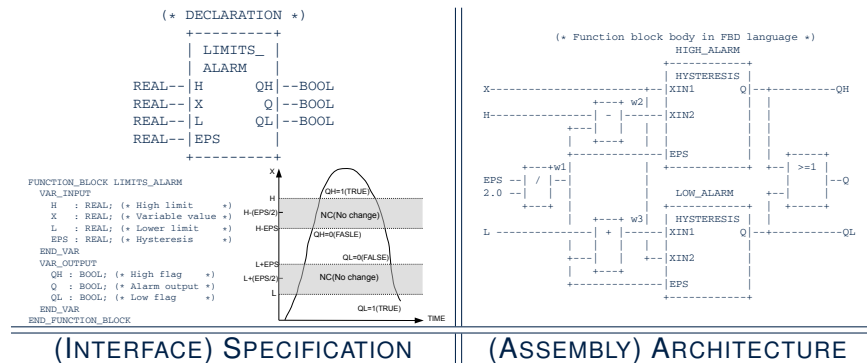 (* DECLARATION *)
+---------+
| LIMITS_ |
| ALARM |
REAL--|H QH|--BOOL
REAL--|X Q|--BOOL
REAL--|L QL|--BOOL
REAL--|EPS |
+---------+
FUNCTION_BLOCK LIMITS_ALARM
VAR_INPUT
H : REAL; (* High limit *)
X : REAL; (* Variable value *)
L : REAL; (* Lower limit *)
EPS : REAL; (* Hysteresis *)
END_VAR
VAR_OUTPUT
QH : BOOL; (* High flag *)
Q : BOOL; (* Alarm output *)
QL : BOOL; (* Low flag *)
END_VAR
END_FUNCTION_BLOCK
X
QH=1(TRUE)
H
H-(EPS/2)
NC(No change)
H-EPS
QH=0(FASLE)
QL=0(FALSE)
L+EPS
L+(EPS/2)
NC(No change)
L
QL=1(TRUE)
TIME
(INTERFACE) SPECIFICATION
(* Function block body in FBD language *)
HIGH_ALARM
HYSTERESIS
X XIN1 Q QH
w2
H - XIN2
EPS
w1
EPS / >=1 Q
2.0
LOW_ALARM
HYSTERESIS
w3
L + XIN1 Q QL
XIN2
EPS
(ASSEMBLY) ARCHITECTURE